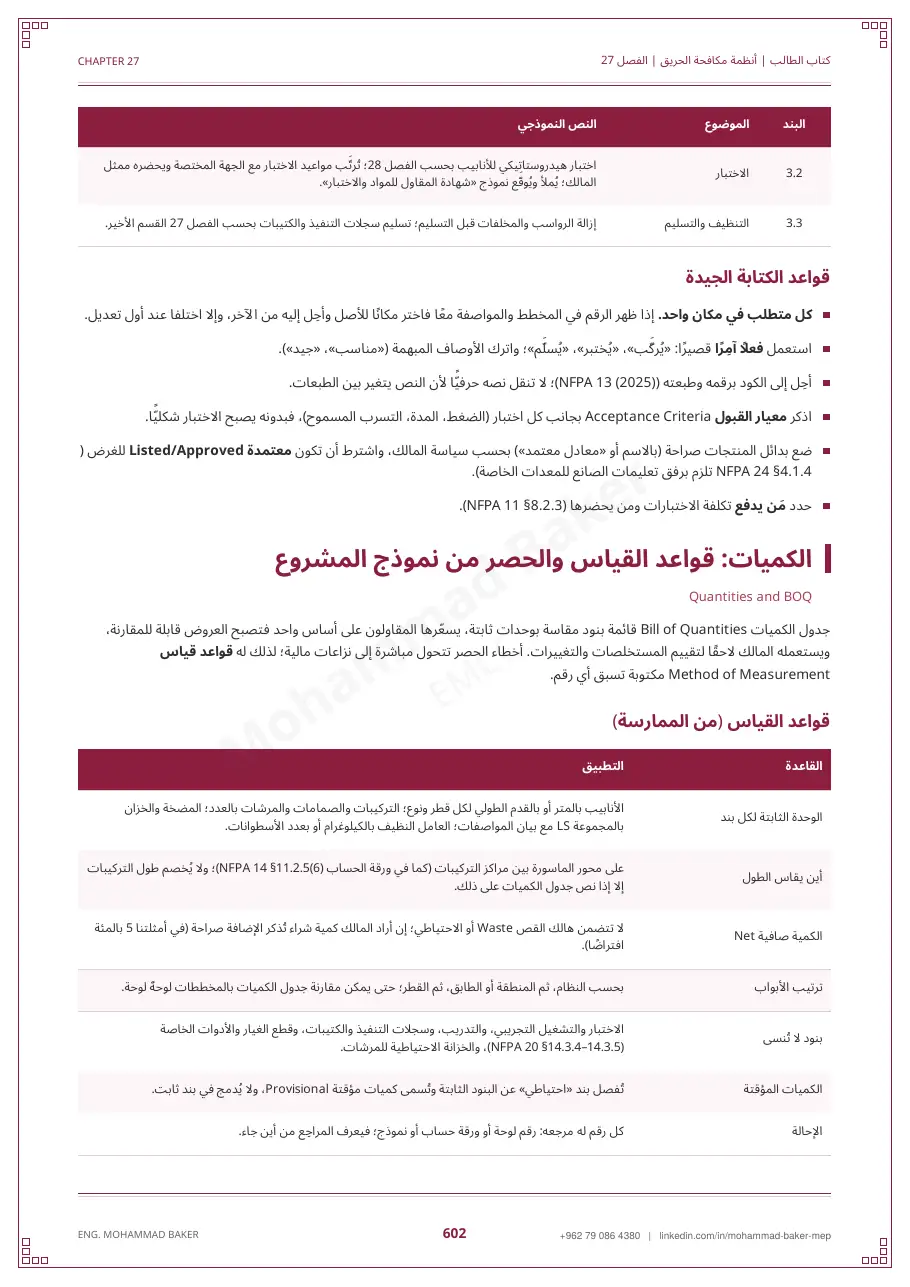 كتاب الطالب | أنظمة مكافحة الحريق | الفصل 27
CHAPTER 27
البند الموضوع النص النموذجي
3.2 الاختبار اختبار هيدروستاتيكي للأنابيب بحسب الفصل 28؛ تُرتَّب مواعيد الاختبار مع الجهة المختصة ويحضره ممثل
المالك؛ يُملأ ويُوقَّع نموذج «شهادة المقاول للمواد والاختبار».
3.3 التنظيف والتسليم إزالة الرواسب والمخلفات قبل التسليم؛ تسليم سجلات التنفيذ والكتيبات بحسب الفصل 27 القسم الأخير.
قواعد الكتابة الجيدة
كل متطلب في مكان واحد. إذا ظهر الرقم في المخطط والمواصفة معًا فاختر مكانًا للأصل وأحِل إليه من الآخر، وإلا اختلفا عند أول تعديل.
استعمل فعلًا آمِرًا قصيرًا: «يُركَّب»، «يُختبر»، «يُسلَّم»؛ واترك الأوصاف المبهمة («مناسب»، «جيد»).
أحِل إلى الكود برقمه وطبعته (NFPA 13 (2025))؛ لا تنقل نصه حرفيًّا لأن النص يتغير بين الطبعات.
اذكر معيار القبول Acceptance Criteria بجانب كل اختبار (الضغط، المدة، التسرب المسموح)، فبدونه يصبح الاختبار شكليًّا.
ضع بدائل المنتجات صراحة (بالاسم أو «معادل معتمد») بحسب سياسة المالك، واشترط أن تكون معتمدة Listed/Approved للغرض (
NFPA 24 §4.1.4 تلزم برفق تعليمات الصانع للمعدات الخاصة).
حدد مَن يدفع تكلفة الاختبارات ومن يحضرها (NFPA 11 §8.2.3).
الكميات: قواعد القياس والحصر من نموذج المشروع
Quantities and BOQ
جدول الكميات Bill of Quantities قائمة بنود مقاسة بوحدات ثابتة، يسعّرها المقاولون على أساس واحد فتصبح العروض قابلة للمقارنة،
ويستعمله المالك لاحقًا لتقييم المستخلصات والتغييرات. أخطاء الحصر تتحول مباشرة إلى نزاعات مالية؛ لذلك له قواعد قياس
Method of Measurement مكتوبة تسبق أي رقم.
قواعد القياس (من الممارسة)
القاعدة التطبيق
الوحدة الثابتة لكل بند الأنابيب بالمتر أو بالقدم الطولي لكل قطر ونوع؛ التركيبات والصمامات والمرشات بالعدد؛ المضخة والخزان
بالمجموعة LS مع بيان المواصفات؛ العامل النظيف بالكيلوغرام أو بعدد الأسطوانات.
أين يقاس الطول على محور الماسورة بين مراكز التركيبات (كما في ورقة الحساب NFPA 14 §11.2.5(6))؛ ولا يُخصم طول التركيبات
إلا إذا نص جدول الكميات على ذلك.
الكمية صافية Net لا تتضمن هالك القص Waste أو الاحتياطي؛ إن أراد المالك كمية شراء تُذكر الإضافة صراحة (في أمثلتنا 5 بالمئة
افتراضًا).
ترتيب الأبواب بحسب النظام، ثم المنطقة أو الطابق، ثم القطر؛ حتى يمكن مقارنة جدول الكميات بالمخططات لوحةً لوحة.
بنود لا تُنسى الاختبار والتشغيل التجريبي، والتدريب، وسجلات التنفيذ والكتيبات، وقطع الغيار والأدوات الخاصة
(NFPA 20 §14.3.4–14.3.5)، والخزانة الاحتياطية للمرشات.
الكميات المؤقتة تُفصل بند «احتياطي» عن البنود الثابتة وتُسمى كميات مؤقتة Provisional، ولا يُدمج في بند ثابت.
الإحالة كل رقم له مرجعه: رقم لوحة أو ورقة حساب أو نموذج؛ فيعرف المراجِع من أين جاء.
ENG. MOHAMMAD BAKER
602
+962 79 086 4380 | linkedin.com/in/mohammad-baker-mep
Mohammad Baker